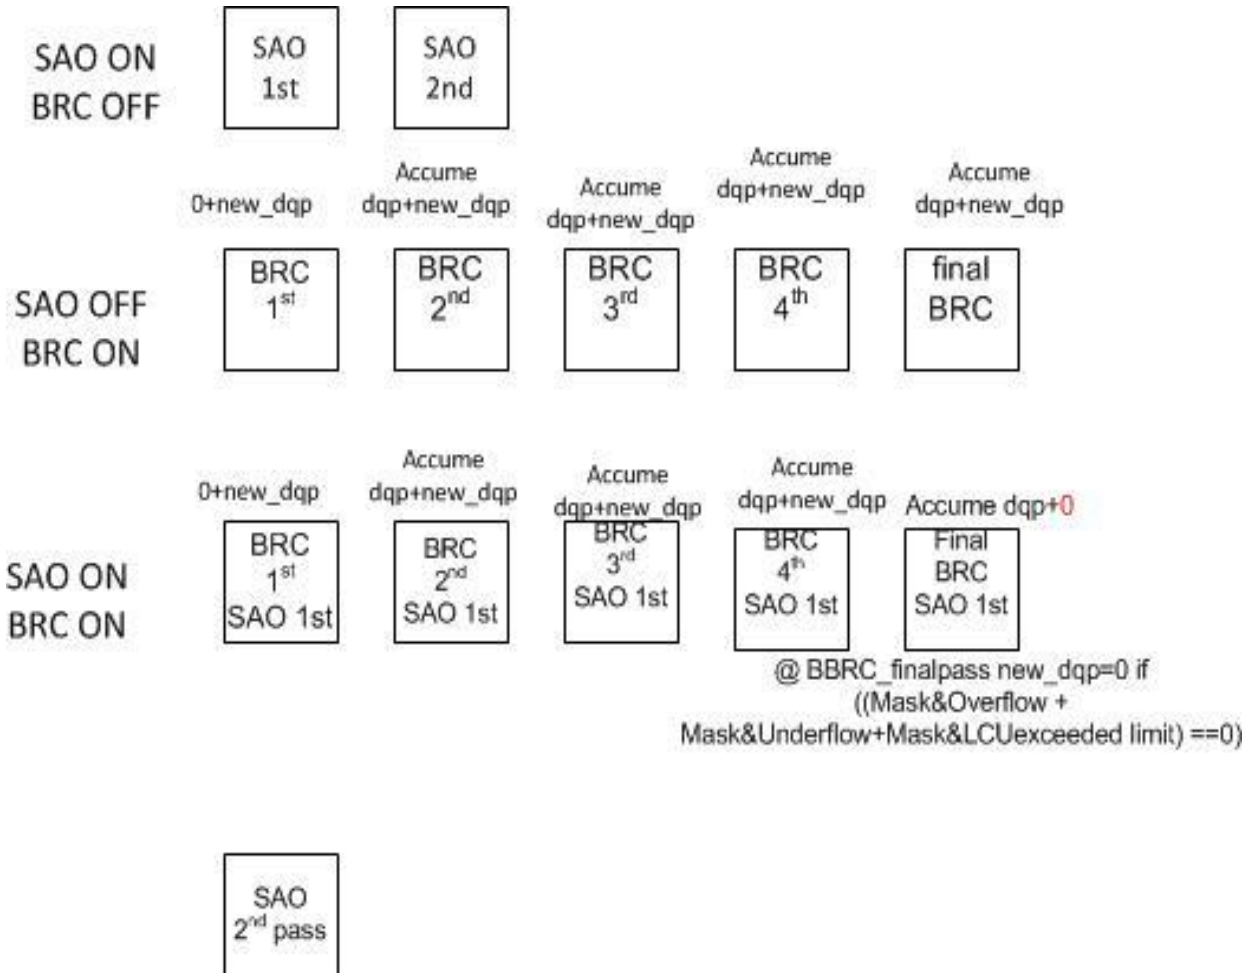 SAO ON
BRC OFF
SAO
1st
SAO
2nd
0+new_dqp
Accume
dqp+new_dqp
Accume
dqp+new_dqp
Accume
dqp+new_dqp
Accume
dqp+new_dqp
SAO OFF
BRC ON
BRC
1st
BRC
2nd
BRC
3rd
BRC
4th
final
BRC
0+new_dqp
Accume
dqp+new_dqp
Accume
dqp+new_dqp
Accume
dqp+new_dqp
Accume dqp+0
SAO ON
BRC ON
BRC
1st
SAO 1st
BRC
2nd
SAO 1st
BRC
3rd
SAO 1st
BRC
4th
SAO 1st
Final
BRC
SAO 1st
@ BBRC_finalpass new_dqp=0 if
((Mask&Overflow +
Mask&Underflow+Mask&LCUexceeded limit) ==0)
SAO
2nd pass